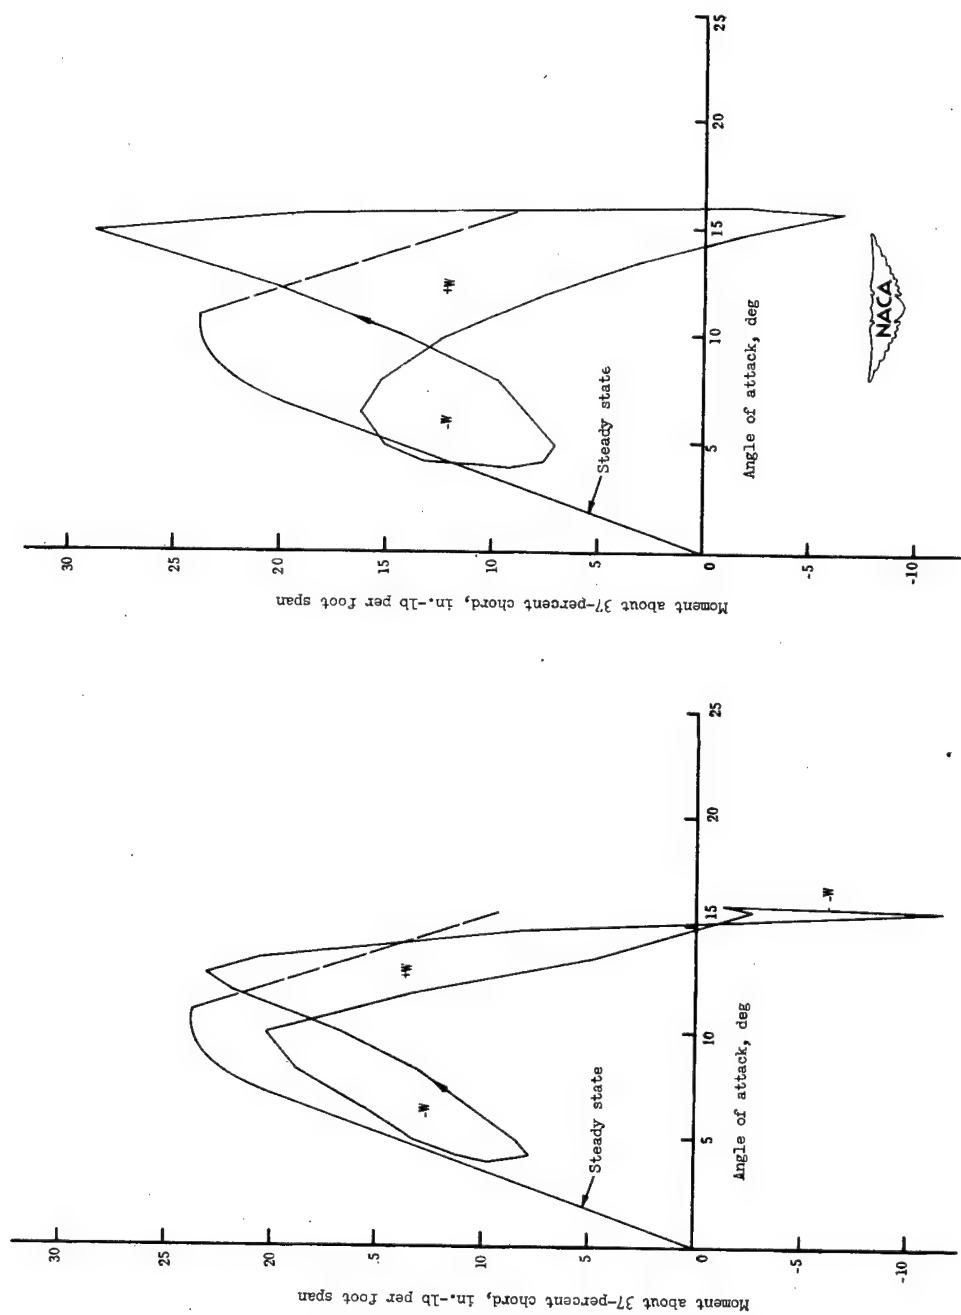 Moment about 37-percent chord, in.-lb per foot span
30
25
20
15
10
5
0
-5
-10
-W
+W
Steady state
-W
5
10
15
20
25
Angle of attack, deg
Moment about 37-percent chord, in.-lb per foot span
30
25
20
15
10
5
0
-5
-10
-W
+W
Steady state
5
10
15
20
25
Angle of attack, deg
NACA